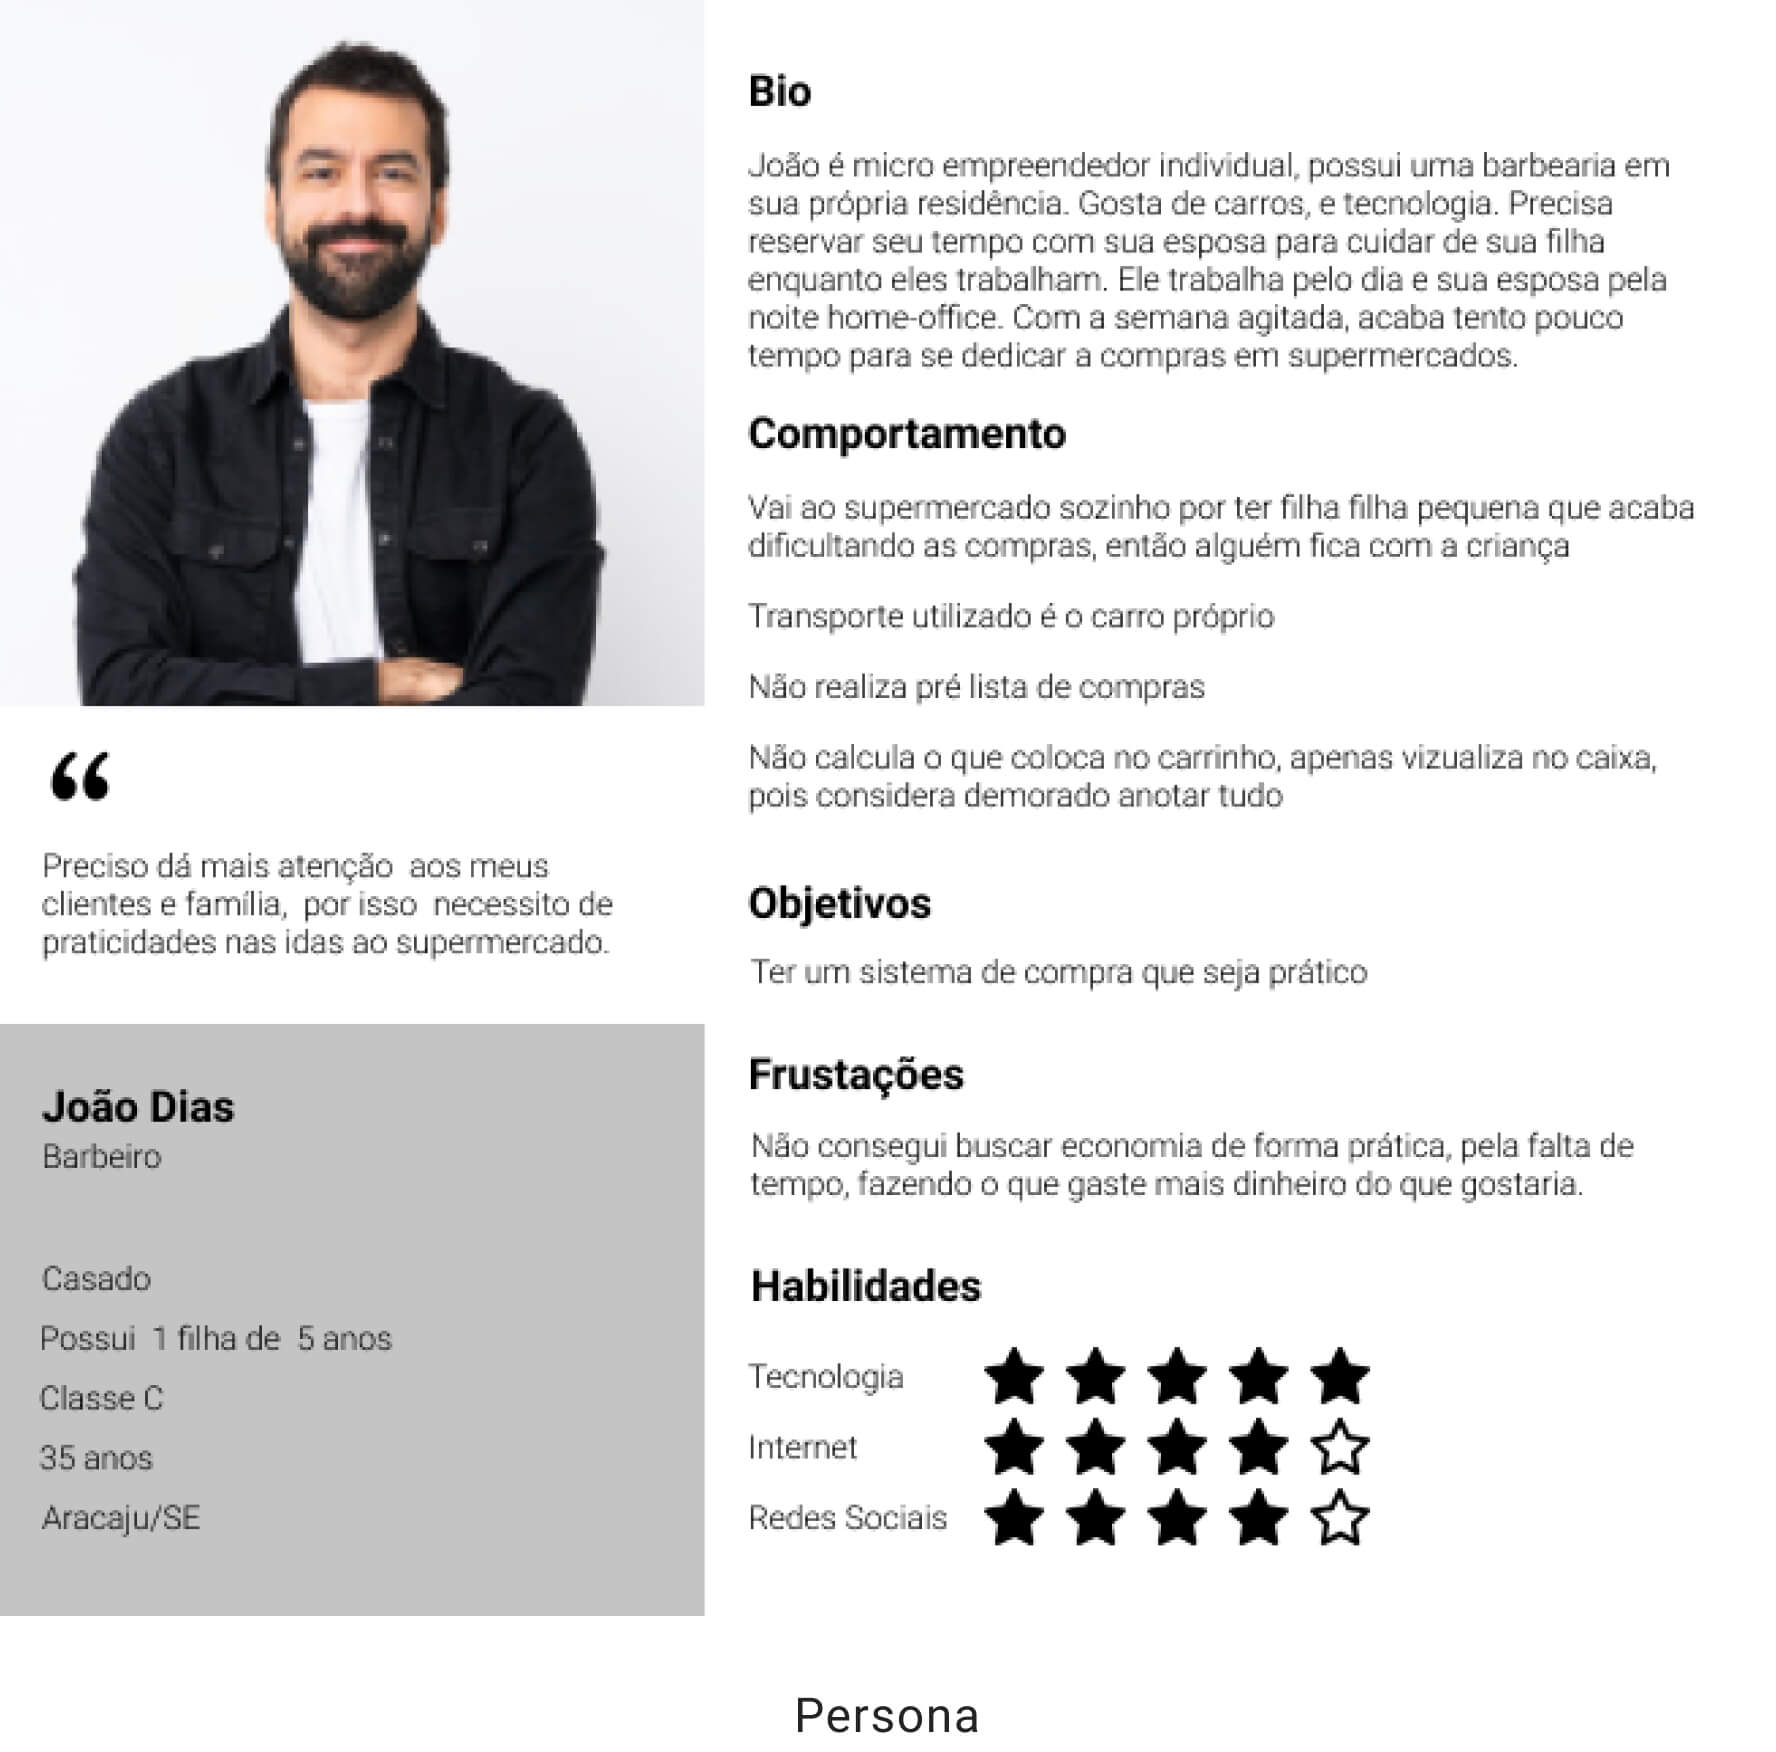 “
Preciso dá mais atenção aos meus
clientes e família, por isso necessito de
praticidades nas idas ao supermercado.
João Dias
Barbeiro
Casado
Possui 1 filha de 5 anos
Classe C
35 anos
Aracaju/SE
Bio
João é micro empreendedor individual, possui uma barbearia em
sua própria residência. Gosta de carros, e tecnologia. Precisa
reservar seu tempo com sua esposa para cuidar de sua filha
enquanto eles trabalham. Ele trabalha pelo dia e sua esposa pela
noite home-office. Com a semana agitada, acaba tento pouco
tempo para se dedicar a compras em supermercados.
Comportamento
Vai ao supermercado sozinho por ter filha filha pequena que acaba
dificultando as compras, então alguém fica com a criança
Transporte utilizado é o carro próprio
Não realiza pré lista de compras
Não calcula o que coloca no carrinho, apenas vizualiza no caixa,
pois considera demorado anotar tudo
Objetivos
Ter um sistema de compra que seja prático
Frustações
Não consegui buscar economia de forma prática, pela falta de
tempo, fazendo o que gaste mais dinheiro do que gostaria.
Habilidades
Tecnologia
Internet
Redes Sociais
Persona